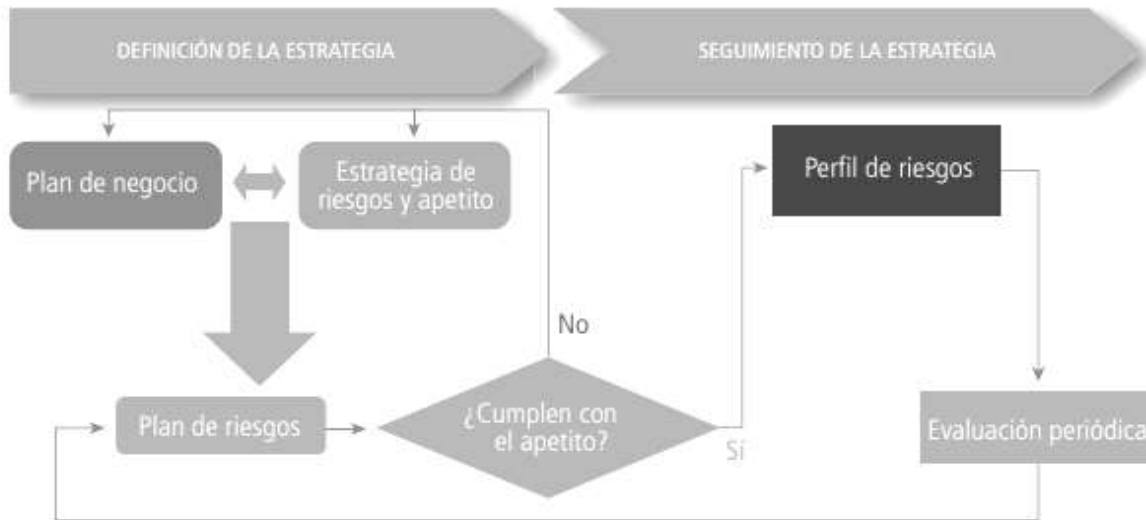 DEFINICIÓN DE LA ESTRATEGIA
SEGUIMIENTO DE LA ESTRATEGIA
Plan de negocio
Estrategia de
riesgos y apetito
Perfil de riesgos
No
Plan de riesgos
¿Cumplen con
el apetito?
Sí
Evaluación periódica